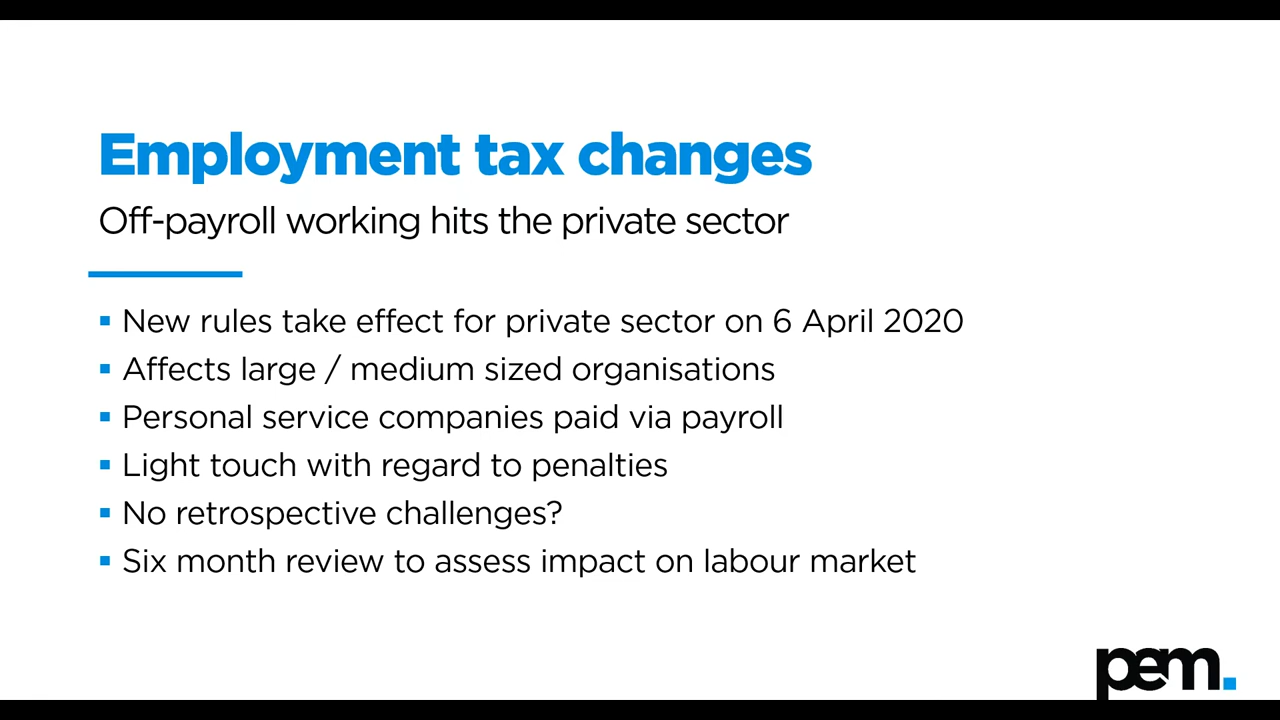 Employment tax changes
Off-payroll working hits the private sector
▪ New rules take effect for private sector on 6 April 2020
▪ Affects large / medium sized organisations
▪ Personal service companies paid via payroll
▪ Light touch with regard to penalties
▪ No retrospective challenges?
▪ Six month review to assess impact on labour market
pem.